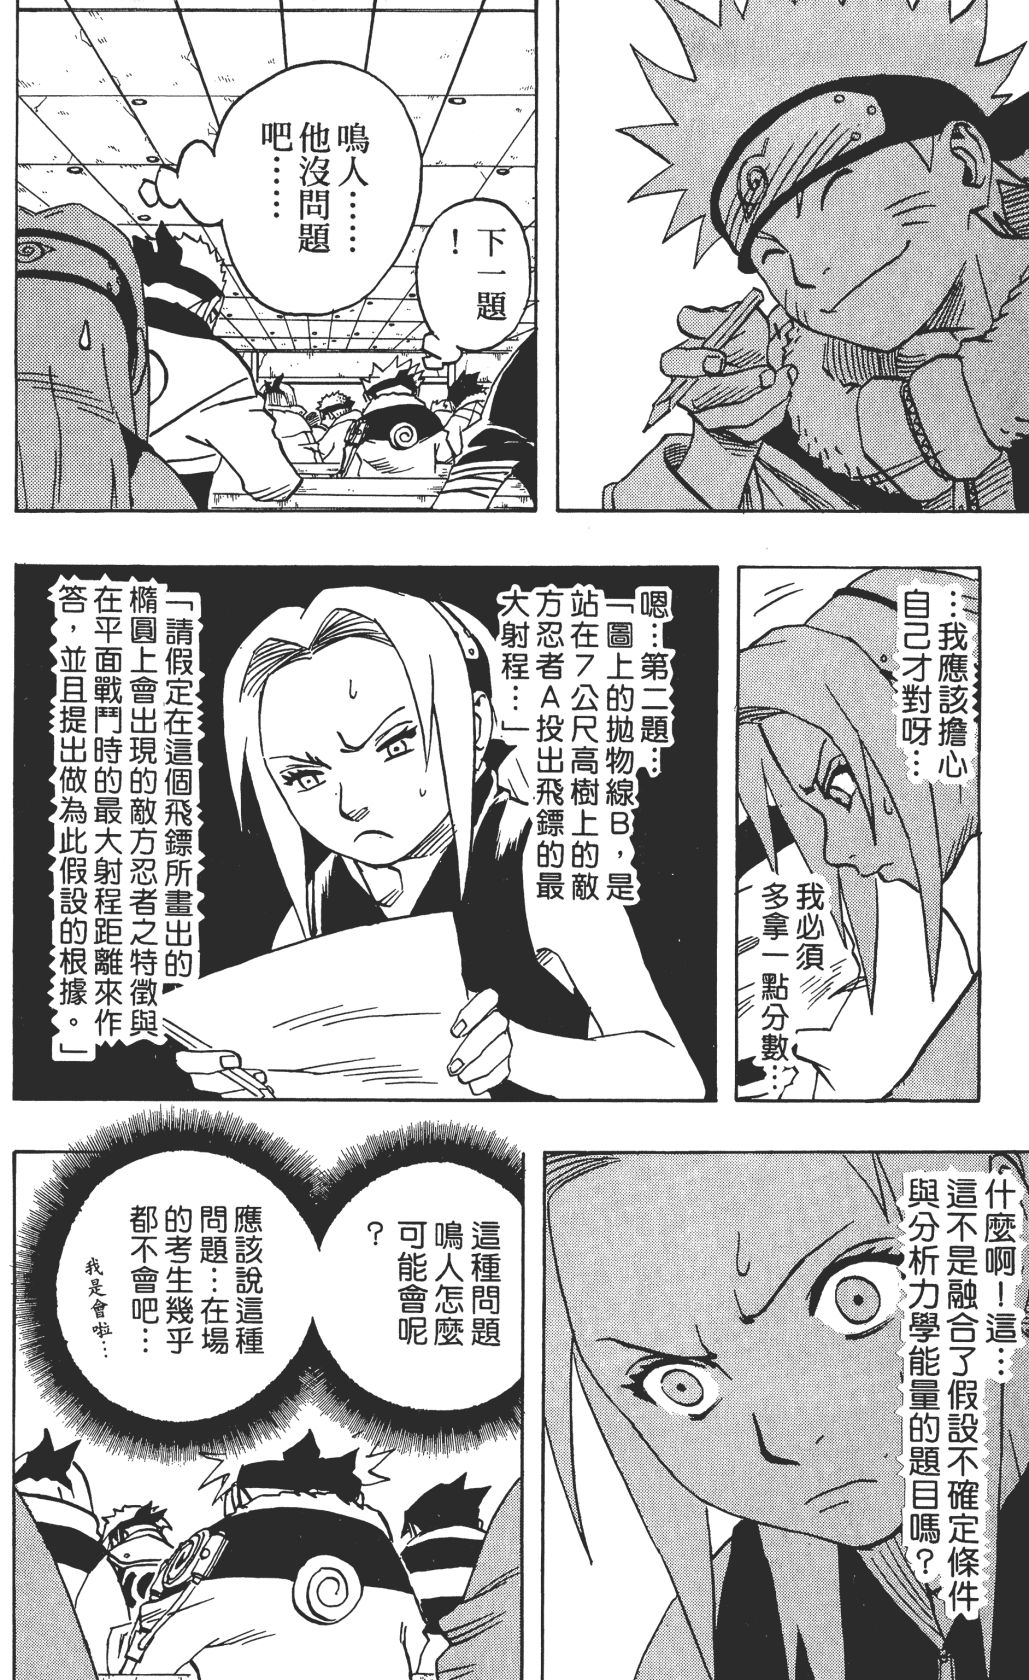 下一題
！
鳴人……
他沒問題
吧……
…我應該擔心
自己才對呀…
我必須
多拿一點分數…
嗯…第二題…
「圖上的拋物線Ｂ，是
站在7公尺高樹上的敵
方忍者Ａ投出飛鏢的最
大射程…」
「請假定在這個飛鏢所畫出的
橢圓上會出現的敵方忍者之特徵與
在平面戰鬥時的最大射程距離來作
答，並且提出做為此假設的根據。」
什麼啊！這…
這不是融合了假設不確定條件
與分析力學能量的題目嗎？
這種問題
鳴人怎麼
可能會呢
？
應該說這種
問題…在場
的考生幾乎
都不會吧…
我是會啦…